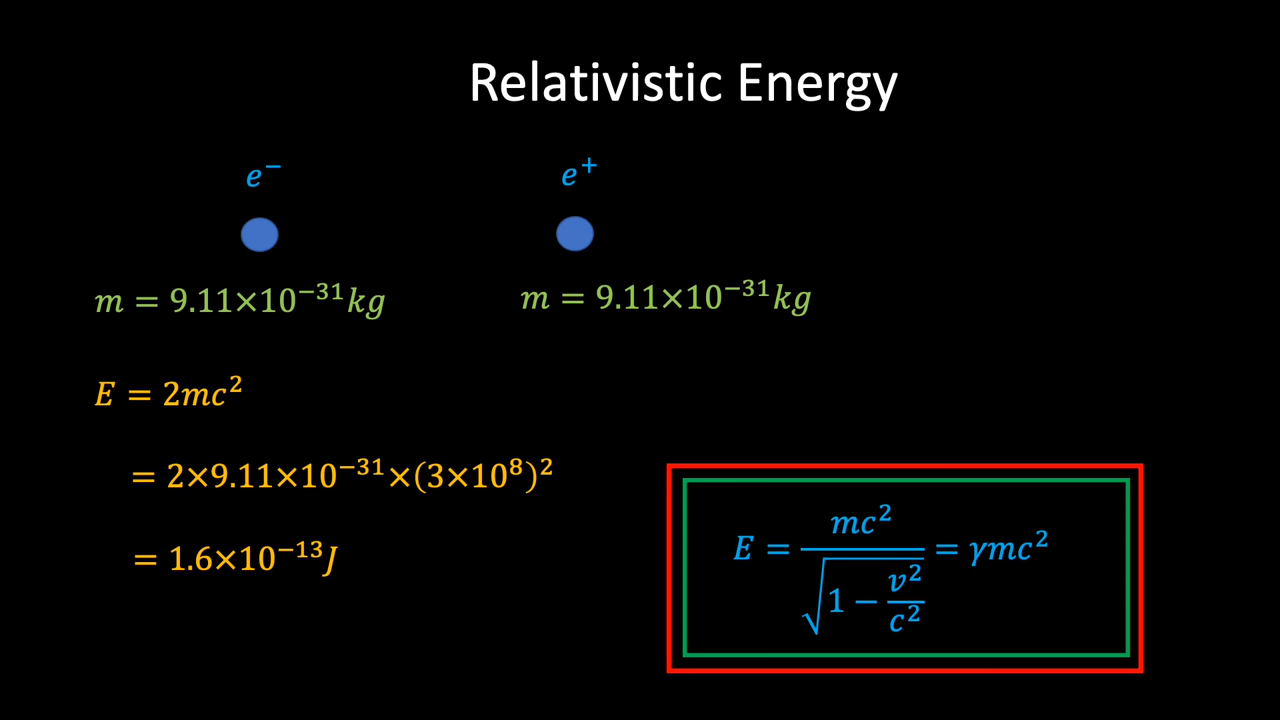 Relativistic Energy
e⁻
e⁺
m = 9.11×10⁻³¹kg
m = 9.11×10⁻³¹kg
E = 2mc²
= 2×9.11×10⁻³¹×(3×10⁸)²
= 1.6×10⁻¹³J
E = mc² / √(1 − v²/c²) = γmc²